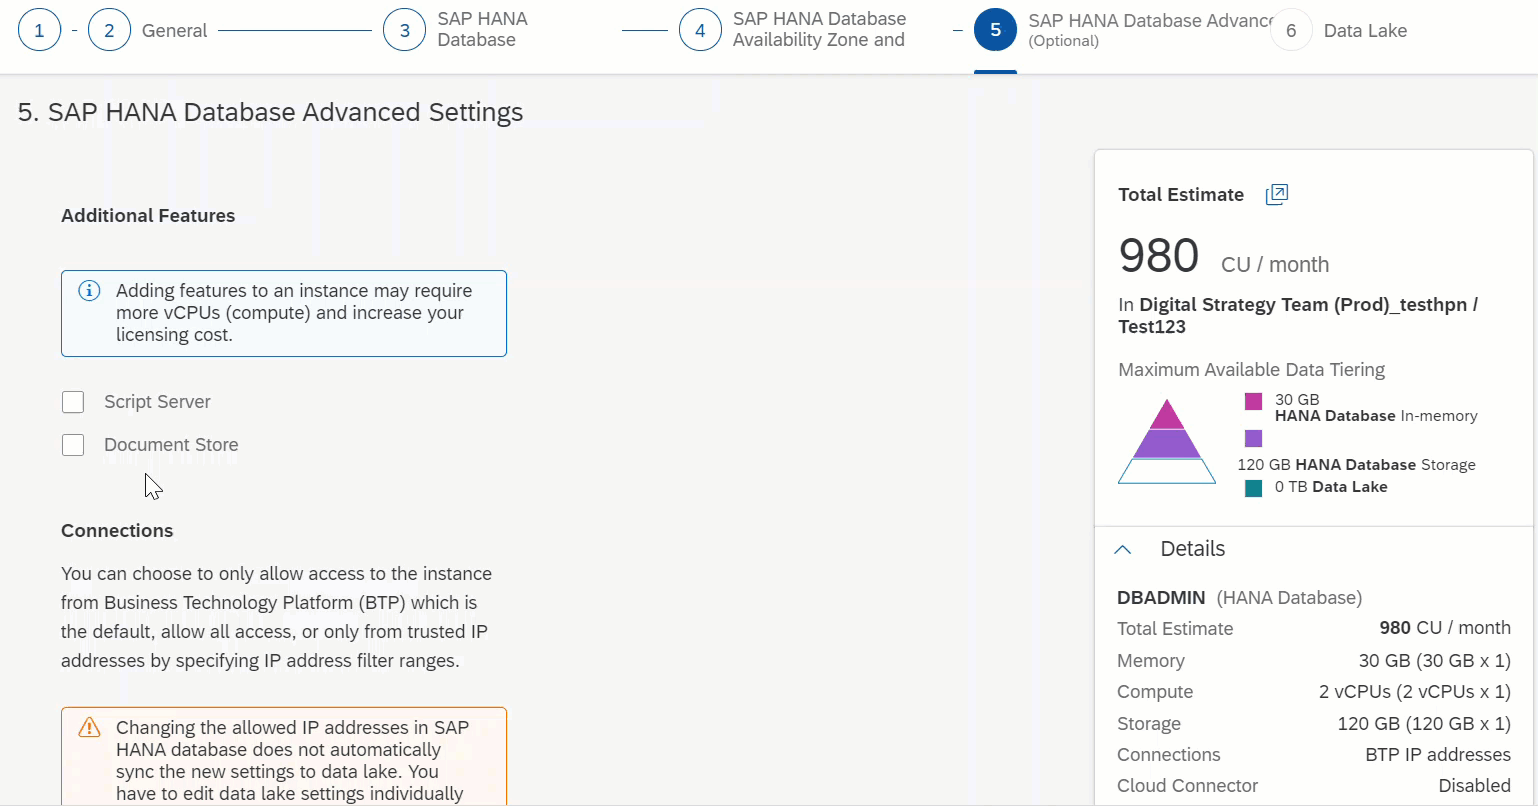 1 - 2 General
3 SAP HANA
Database
4 SAP HANA Database
Availability Zone and
5 SAP HANA Database Advance
(Optional)
6 Data Lake
5. SAP HANA Database Advanced Settings
Additional Features
Adding features to an instance may require
more vCPUs (compute) and increase your
licensing cost.
Script Server
Document Store
Connections
You can choose to only allow access to the instance
from Business Technology Platform (BTP) which is
the default, allow all access, or only from trusted IP
addresses by specifying IP address filter ranges.
Changing the allowed IP addresses in SAP
HANA database does not automatically
sync the new settings to data lake. You
have to edit data lake settings individually
Total Estimate
980 CU / month
In Digital Strategy Team (Prod)_testhpn /
Test123
Maximum Available Data Tiering
30 GB
HANA Database In-memory
120 GB HANA Database Storage
0 TB Data Lake
Details
DBADMIN (HANA Database)
Total Estimate 980 CU / month
Memory 30 GB (30 GB x 1)
Compute 2 vCPUs (2 vCPUs x 1)
Storage 120 GB (120 GB x 1)
Connections BTP IP addresses
Cloud Connector Disabled